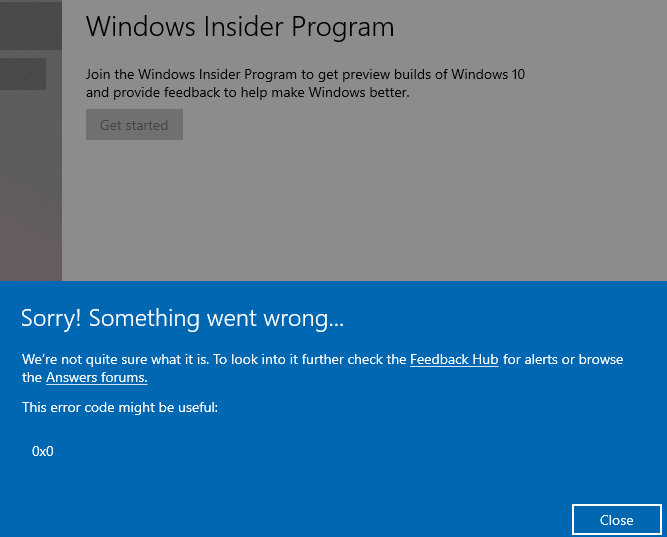 Windows Insider Program
Join the Windows Insider Program to get preview builds of Windows 10
and provide feedback to help make Windows better.
Get started
Sorry! Something went wrong...
We're not quite sure what it is. To look into it further check the Feedback Hub for alerts or browse
the Answers forums.
This error code might be useful:
0x0
Close